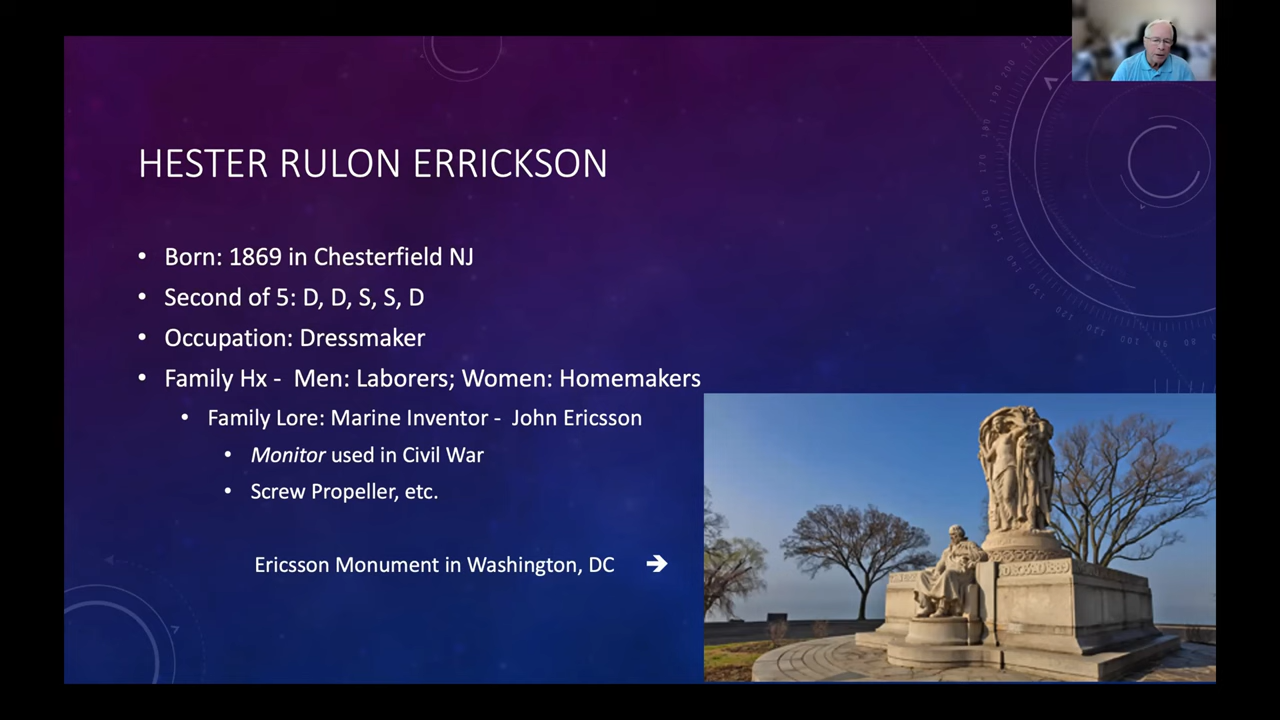 HESTER RULON ERRICKSON
• Born: 1869 in Chesterfield NJ
• Second of 5: D, D, S, S, D
• Occupation: Dressmaker
• Family Hx - Men: Laborers; Women: Homemakers
• Family Lore: Marine Inventor - John Ericsson
• Monitor used in Civil War
• Screw Propeller, etc.
Ericsson Monument in Washington, DC ➔